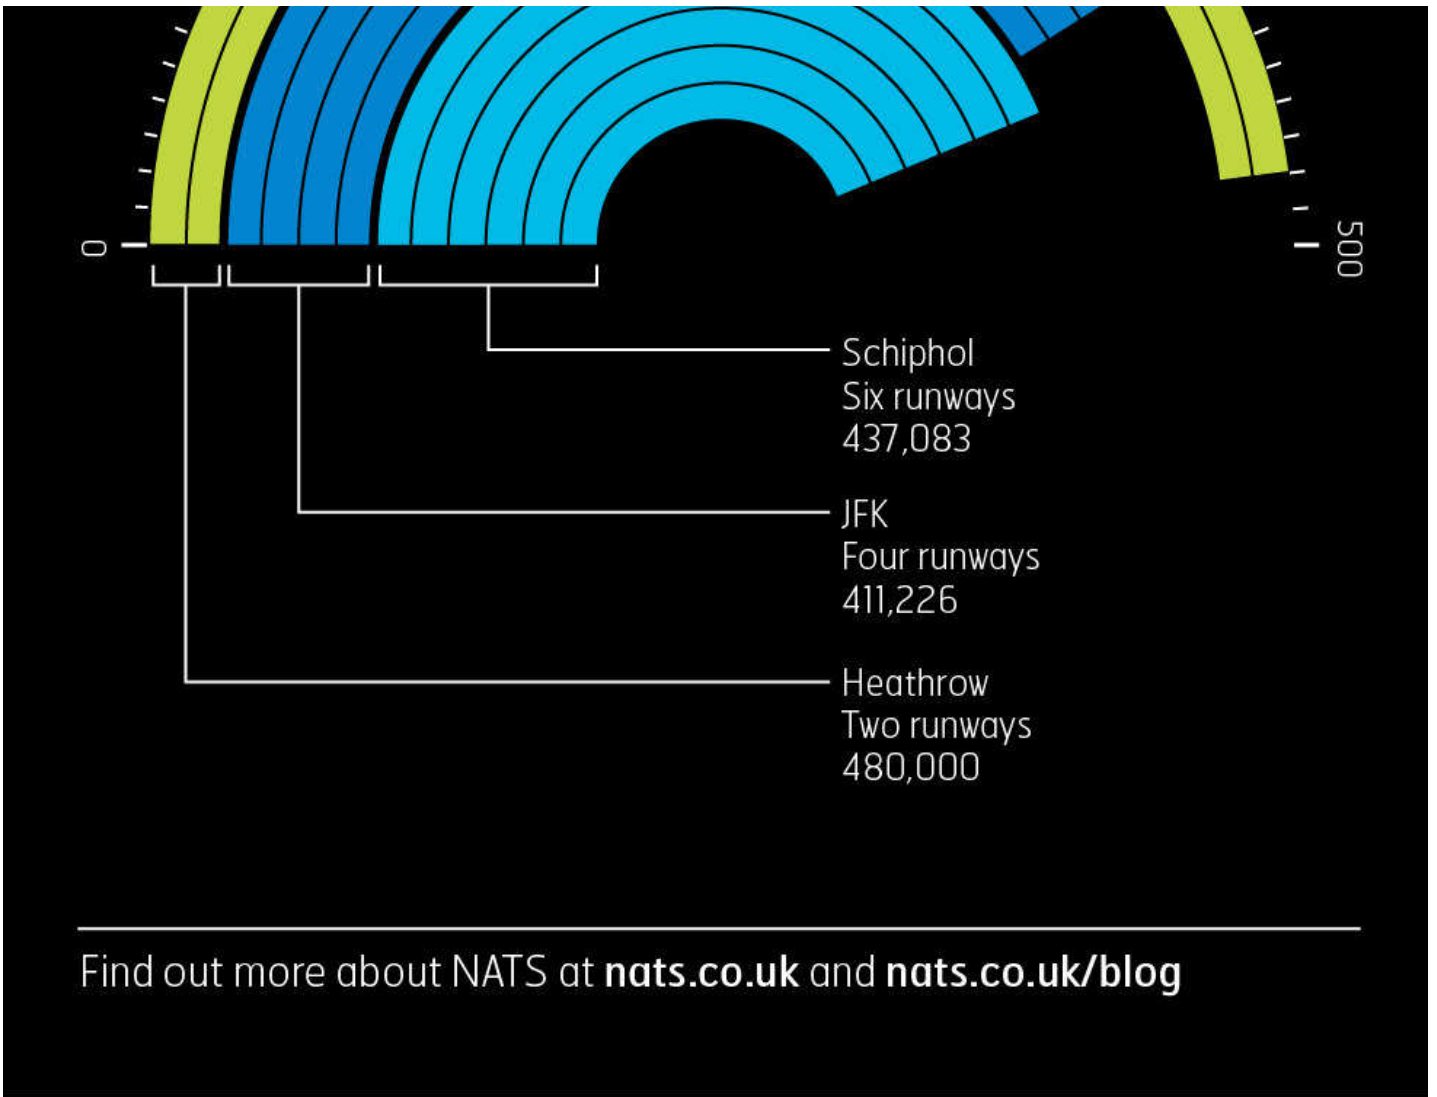 0
500
Schiphol
Six runways
437,083
JFK
Four runways
411,226
Heathrow
Two runways
480,000
Find out more about NATS at nats.co.uk and nats.co.uk/blog